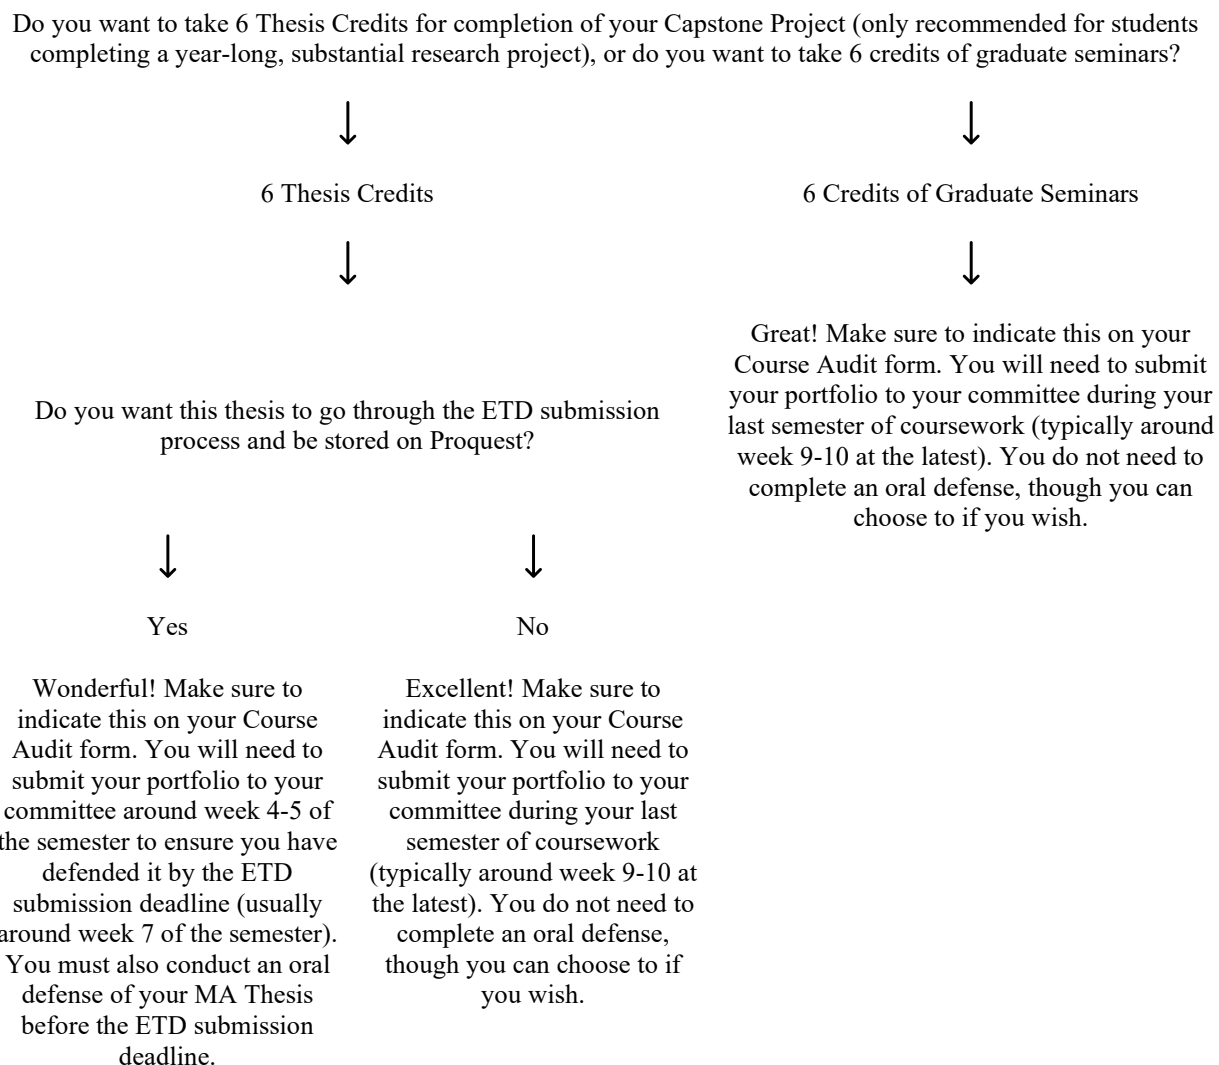 Do you want to take 6 Thesis Credits for completion of your Capstone Project (only recommended for students
completing a year-long, substantial research project), or do you want to take 6 credits of graduate seminars?
6 Thesis Credits
6 Credits of Graduate Seminars
Do you want this thesis to go through the ETD submission
process and be stored on Proquest?
Great! Make sure to indicate this on your
Course Audit form. You will need to submit
your portfolio to your committee during your
last semester of coursework (typically around
week 9-10 at the latest). You do not need to
complete an oral defense, though you can
choose to if you wish.
Yes
Wonderful! Make sure to
indicate this on your Course
Audit form. You will need to
submit your portfolio to your
committee around week 4-5 of
the semester to ensure you have
defended it by the ETD
submission deadline (usually
around week 7 of the semester).
You must also conduct an oral
defense of your MA Thesis
before the ETD submission
deadline.
No
Excellent! Make sure to
indicate this on your Course
Audit form. You will need to
submit your portfolio to your
committee during your last
semester of coursework
(typically around week 9-10 at
the latest). You do not need to
complete an oral defense,
though you can choose to if
you wish.